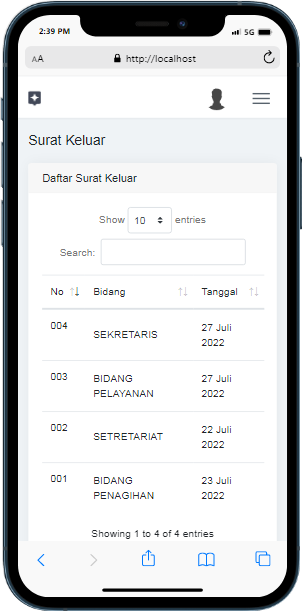 2:39 PM
5G
AA
http://localhost
Surat Keluar
Daftar Surat Keluar
Show 10 entries
Search:
No Bidang Tanggal
004 SEKRETARIS 27 Juli
2022
003 BIDANG 27 Juli
PELAYANAN 2022
002 SETRETARIAT 22 Juli
2022
001 BIDANG 23 Juli
PENAGIHAN 2022
Showing 1 to 4 of 4 entries